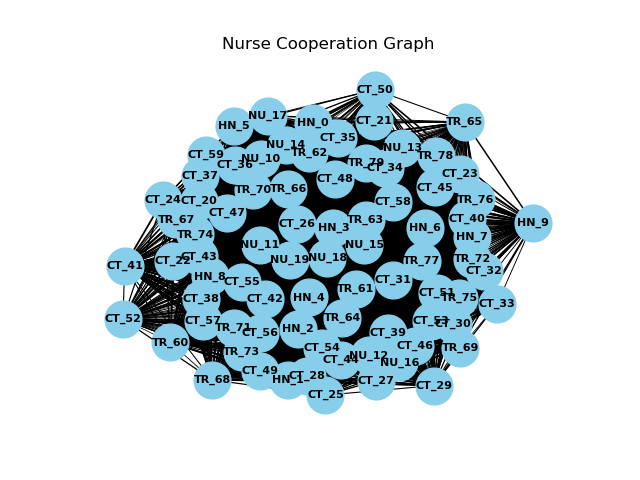 Nurse Cooperation Graph
CT_50
NU_17
HN_0
CT_21
TR_65
HN_5
CT_35
NU_14
NU_13
CT_59
TR_62
TR_78
NU_10
CT_36
TR_79
CT_34
CT_37
CT_48
CT_23
TR_70
TR_66
CT_45
CT_24
CT_20
CT_58
TR_76
CT_47
TR_67
TR_63
CT_40
CT_26
HN_3
HN_6
HN_9
TR_74
HN_7
NU_11
NU_15
CT_43
CT_22
NU_19
NU_18
TR_77
TR_72
CT_41
CT_32
HN_8
CT_55
CT_31
TR_61
CT_51
CT_38
CT_42
HN_4
TR_75
CT_33
CT_52
CT_57
TR_64
CT_53
CT_30
TR_71
CT_56
HN_2
CT_39
TR_60
CT_54
CT_46
TR_69
TR_73
CT_44
NU_12
NU_16
CT_49
TR_68
HN_1
CT_28
CT_27
CT_29
CT_25